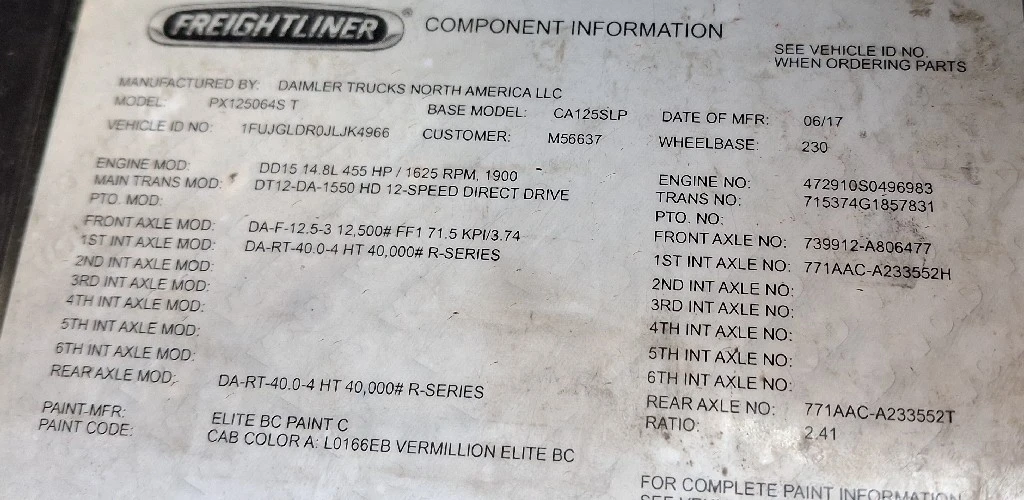 FREIGHTLINER® COMPONENT INFORMATION
SEE VEHICLE ID NO.
WHEN ORDERING PARTS
MANUFACTURED BY: DAIMLER TRUCKS NORTH AMERICA LLC
MODEL: PX125064S T BASE MODEL: CA125SLP DATE OF MFR: 06/17
VEHICLE ID NO: 1FUJGLDR0JLJK4966 CUSTOMER: M56637 WHEELBASE: 230
ENGINE MOD: DD15 14.8L 455 HP / 1625 RPM, 1900 ENGINE NO: 472910S0496983
MAIN TRANS MOD: DT12-DA-1550 HD 12-SPEED DIRECT DRIVE TRANS NO: 715374G1857831
PTO. MOD: PTO. NO:
FRONT AXLE MOD: DA-F-12.5-3 12,500# FF1 71.5 KPI/3.74 FRONT AXLE NO: 739912-A806477
1ST INT AXLE MOD: DA-RT-40.0-4 HT 40,000# R-SERIES 1ST INT AXLE NO: 771AAC-A233552H
2ND INT AXLE MOD: 2ND INT AXLE NO:
3RD INT AXLE MOD: 3RD INT AXLE NO:
4TH INT AXLE MOD: 4TH INT AXLE NO:
5TH INT AXLE MOD: 5TH INT AXLE NO:
6TH INT AXLE MOD: 6TH INT AXLE NO:
REAR AXLE MOD: DA-RT-40.0-4 HT 40,000# R-SERIES REAR AXLE NO: 771AAC-A233552T
RATIO: 2.41
PAINT-MFR: ELITE BC PAINT C
PAINT CODE: CAB COLOR A: L0166EB VERMILLION ELITE BC
FOR COMPLETE PAINT